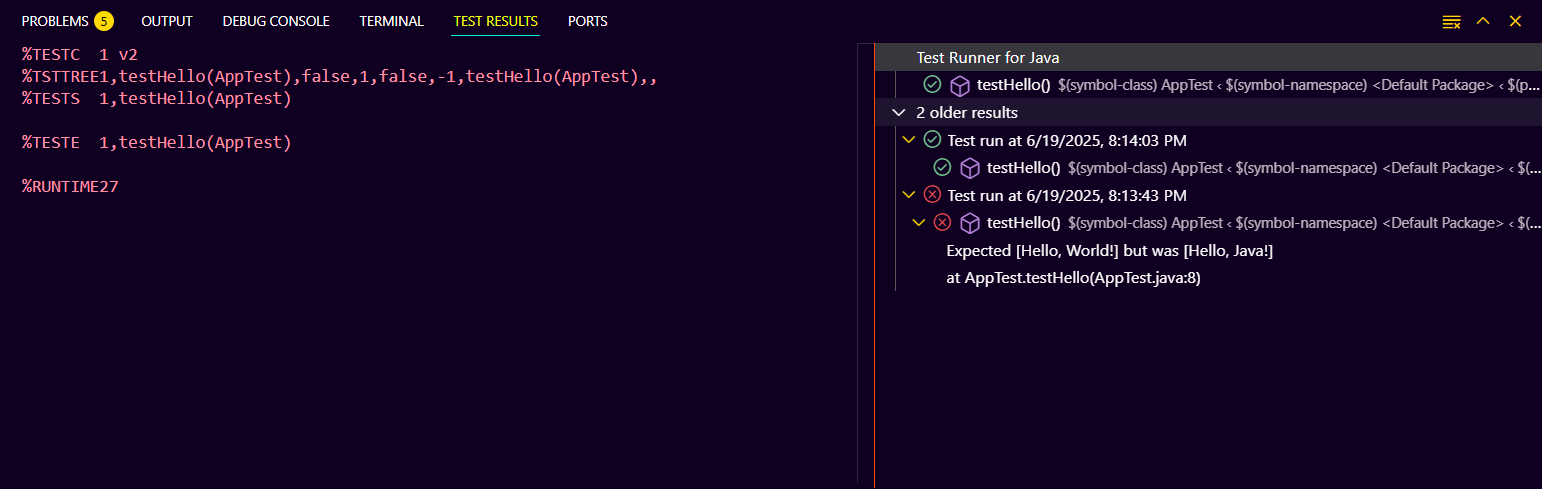 PROBLEMS 5 OUTPUT DEBUG CONSOLE TERMINAL TEST RESULTS PORTS
%TESTC  1 v2
%TSTTREE1,testHello(AppTest),false,1,false,-1,testHello(AppTest),,
%TESTS  1,testHello(AppTest)
%TESTE  1,testHello(AppTest)
%RUNTIME27
Test Runner for Java
testHello() $(symbol-class) AppTest ‹ $(symbol-namespace) <Default Package> ‹ $(p...
2 older results
Test run at 6/19/2025, 8:14:03 PM
testHello() $(symbol-class) AppTest ‹ $(symbol-namespace) <Default Package> ‹ $(...
Test run at 6/19/2025, 8:13:43 PM
testHello() $(symbol-class) AppTest ‹ $(symbol-namespace) <Default Package> ‹ $(...
Expected [Hello, World!] but was [Hello, Java!]
at AppTest.testHello(AppTest.java:8)